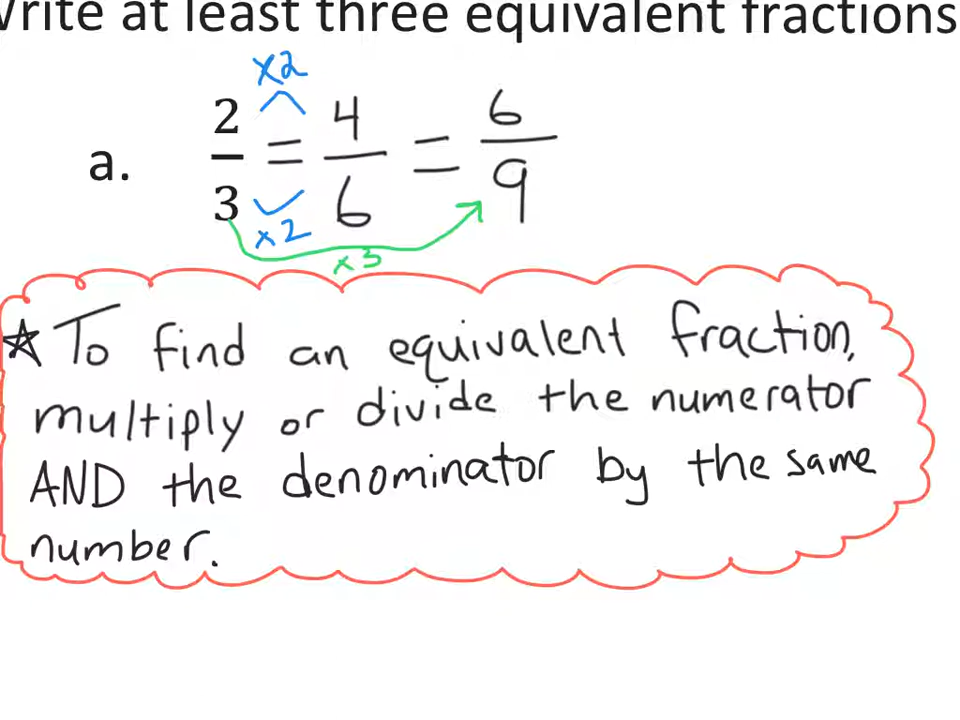 Write at least three equivalent fractions
x2
a. 2/3 = 4/6 = 6/9
x2
x3
☆ To find an equivalent fraction,
multiply or divide the numerator
AND the denominator by the same
number.